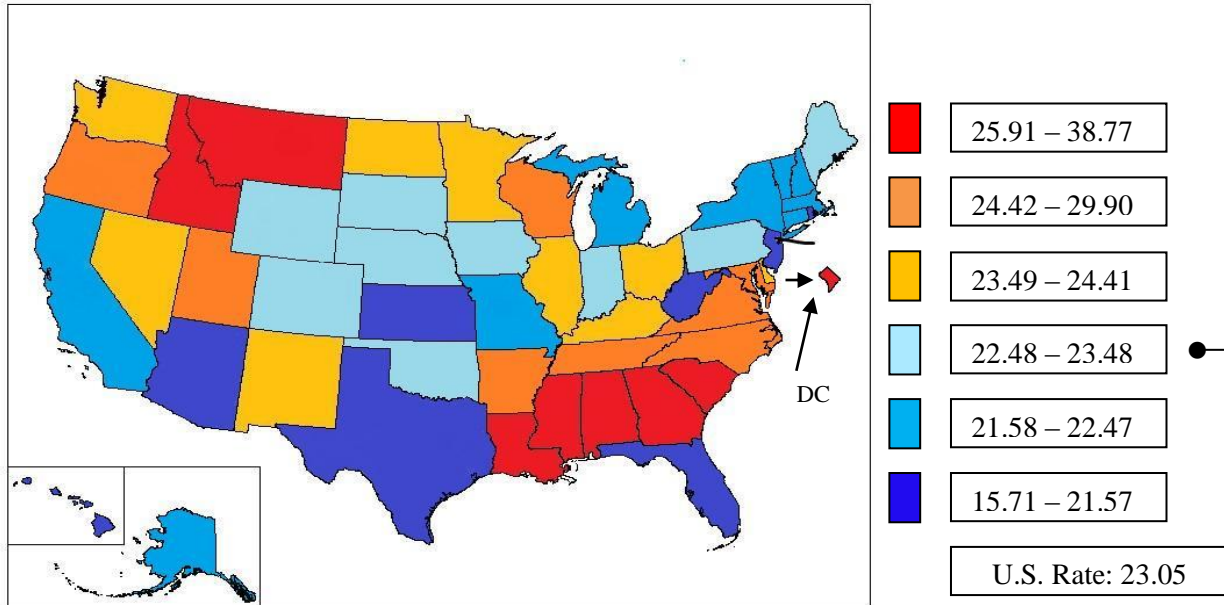 25.91 – 38.77
24.42 – 29.90
23.49 – 24.41
22.48 – 23.48
DC
21.58 – 22.47
15.71 – 21.57
U.S. Rate: 23.05